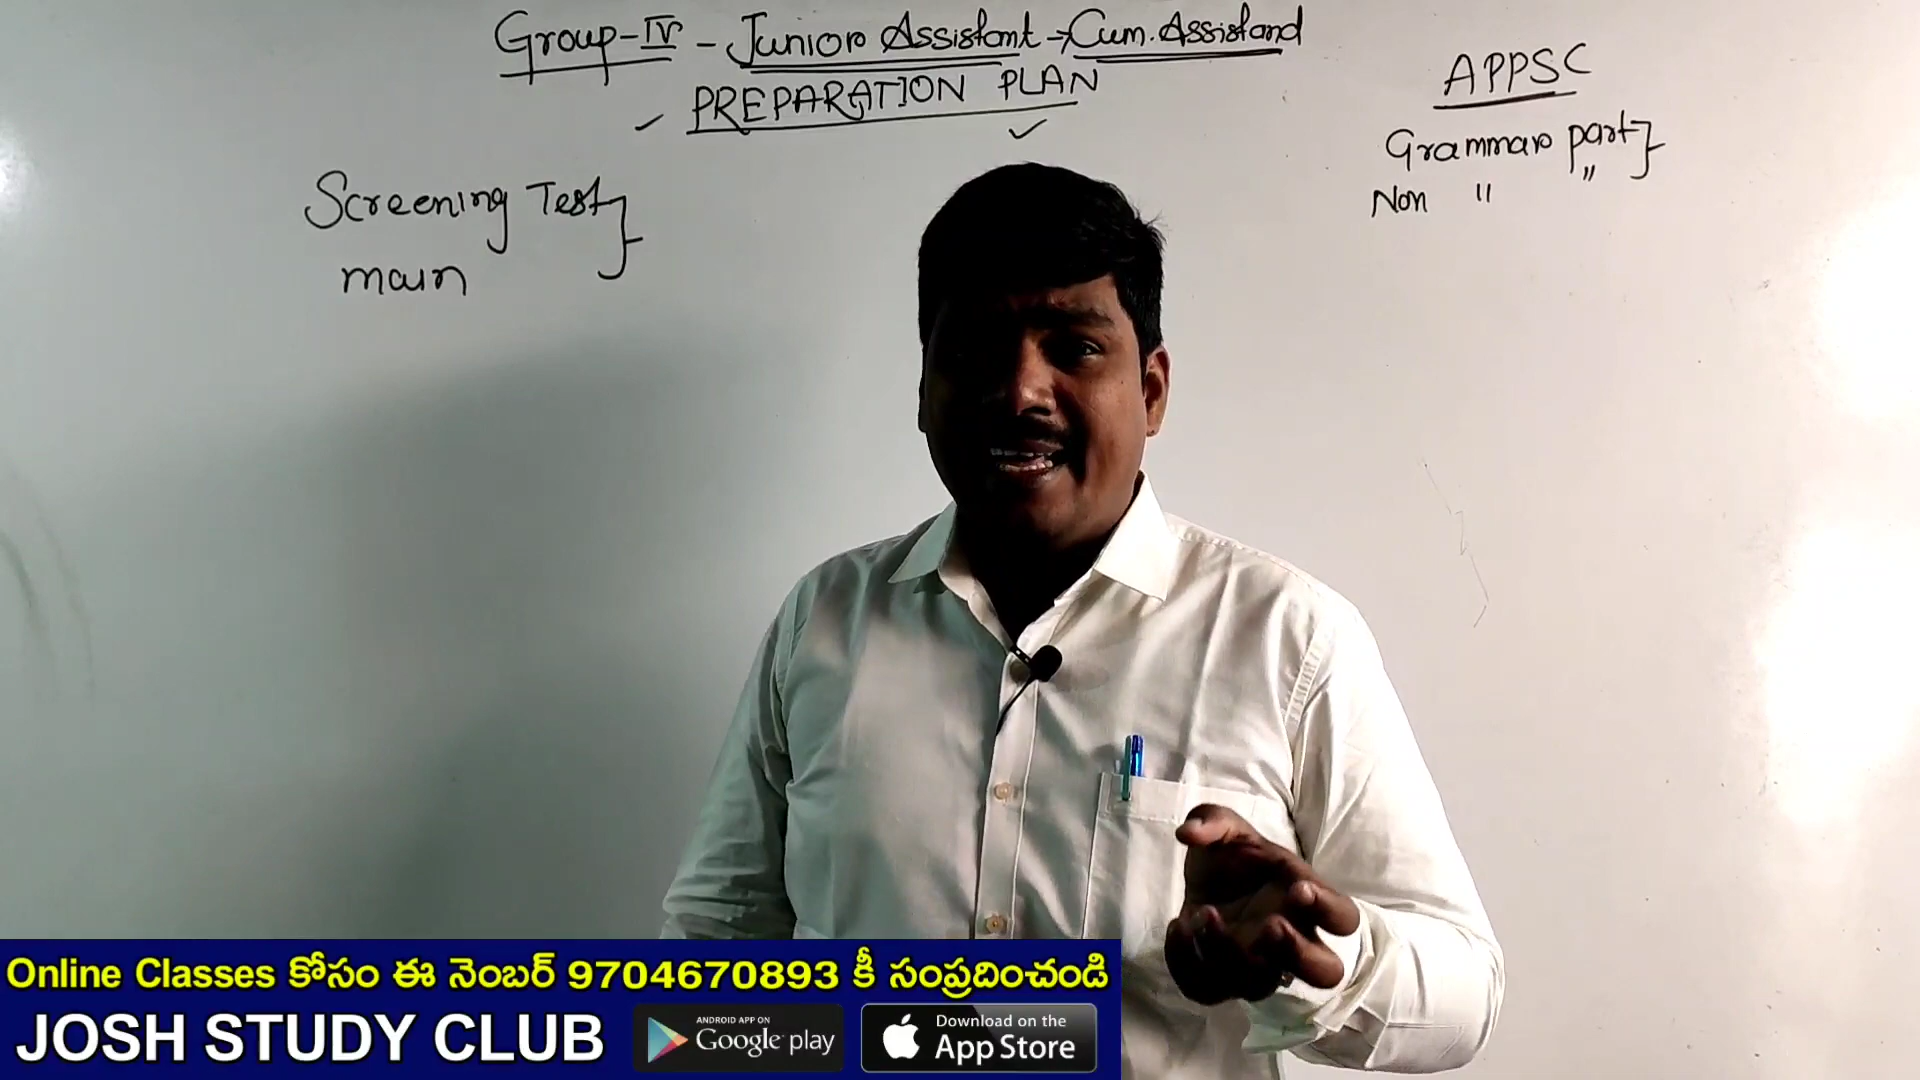 Group-IV - Junior Assistant → Cum. Assistand
PREPARATION PLAN
APPSC
Grammar part
Non " "
Screening Test
main
Online Classes కోసం ఈ నెంబర్ 9704670893 కీ సంప్రదించండి
JOSH STUDY CLUB
ANDROID APP ON
Google play
Download on the
App Store